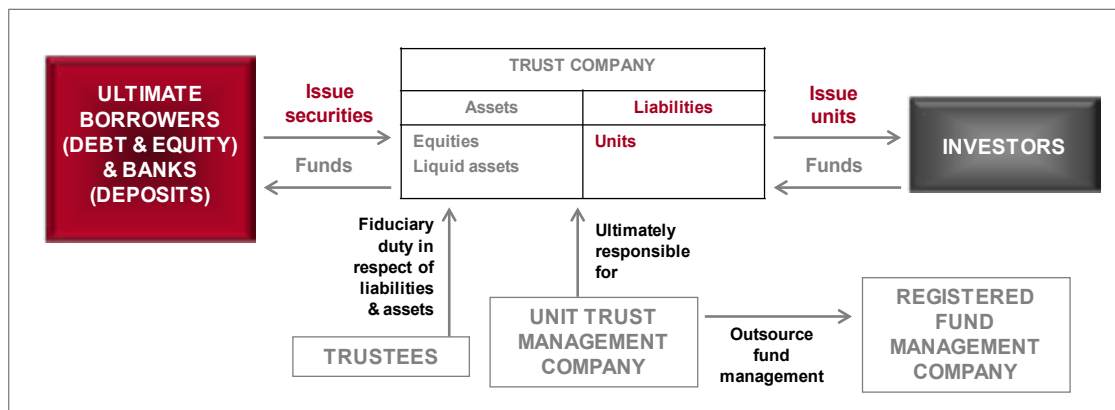 ULTIMATE
BORROWERS
(DEBT & EQUITY)
& BANKS
(DEPOSITS)
Issue
securities
Funds
TRUST COMPANY
Assets
Liabilities
Equities
Liquid assets
Units
Issue
units
Funds
INVESTORS
Fiduciary
duty in
respect of
liabilities
& assets
Ultimately
responsible
for
TRUSTEES
UNIT TRUST
MANAGEMENT
COMPANY
Outsource
fund
management
REGISTERED
FUND
MANAGEMENT
COMPANY